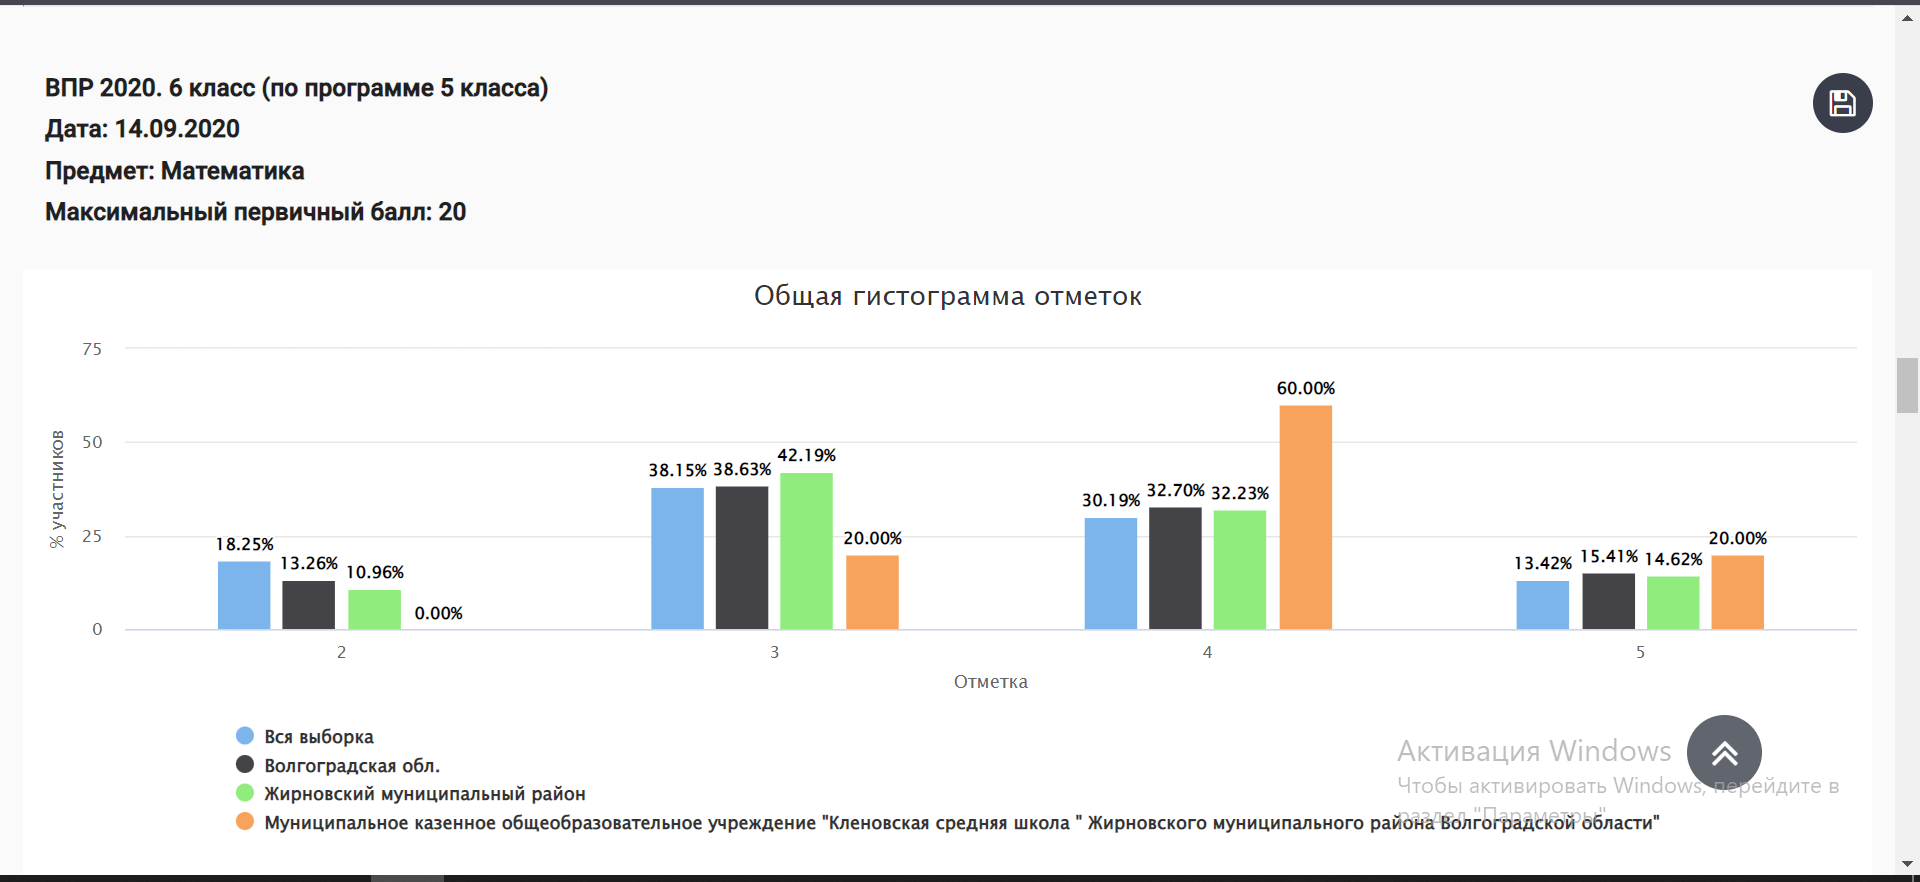 ВПР 2020. 6 класс (по программе 5 класса)
Дата: 14.09.2020
Предмет: Математика
Максимальный первичный балл: 20
Общая гистограмма отметок
% участников
75
50
25
0
18.25%
13.26%
10.96%
0.00%
38.15%
38.63%
42.19%
20.00%
30.19%
32.70%
32.23%
60.00%
13.42%
15.41%
14.62%
20.00%
2
3
4
5
Отметка
Вся выборка
Волгоградская обл.
Жирновский муниципальный район
Муниципальное казенное общеобразовательное учреждение "Кленовская средняя школа " Жирновского муниципального района Волгоградской области"
Активация Windows
Чтобы активировать Windows, перейдите в
раздел "Параметры".